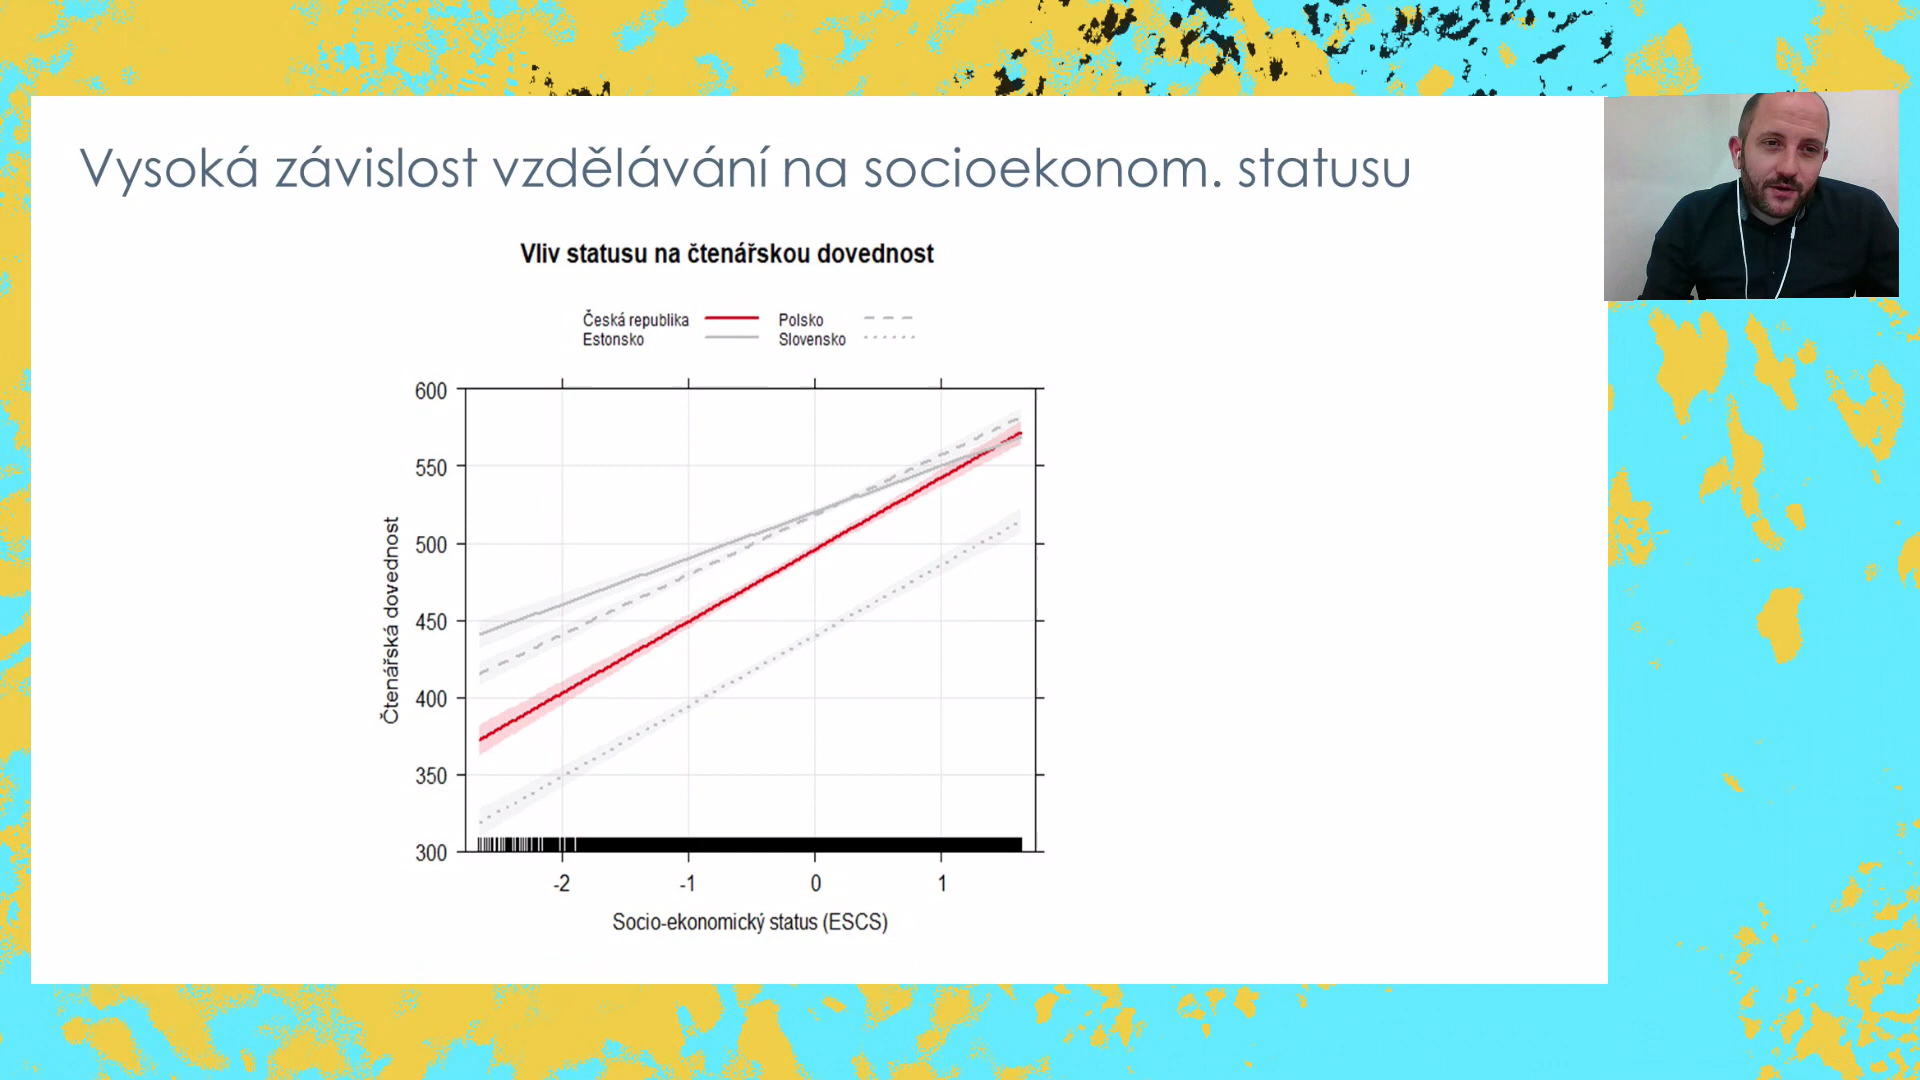 Vysoká závislost vzdělávání na socioekonom. statusu
Vliv statusu na čtenářskou dovednost
Česká republika Polsko
Estonsko Slovensko
600
550
500
450
400
350
300
Čtenářská dovednost
-2 -1 0 1
Socio-ekonomický status (ESCS)